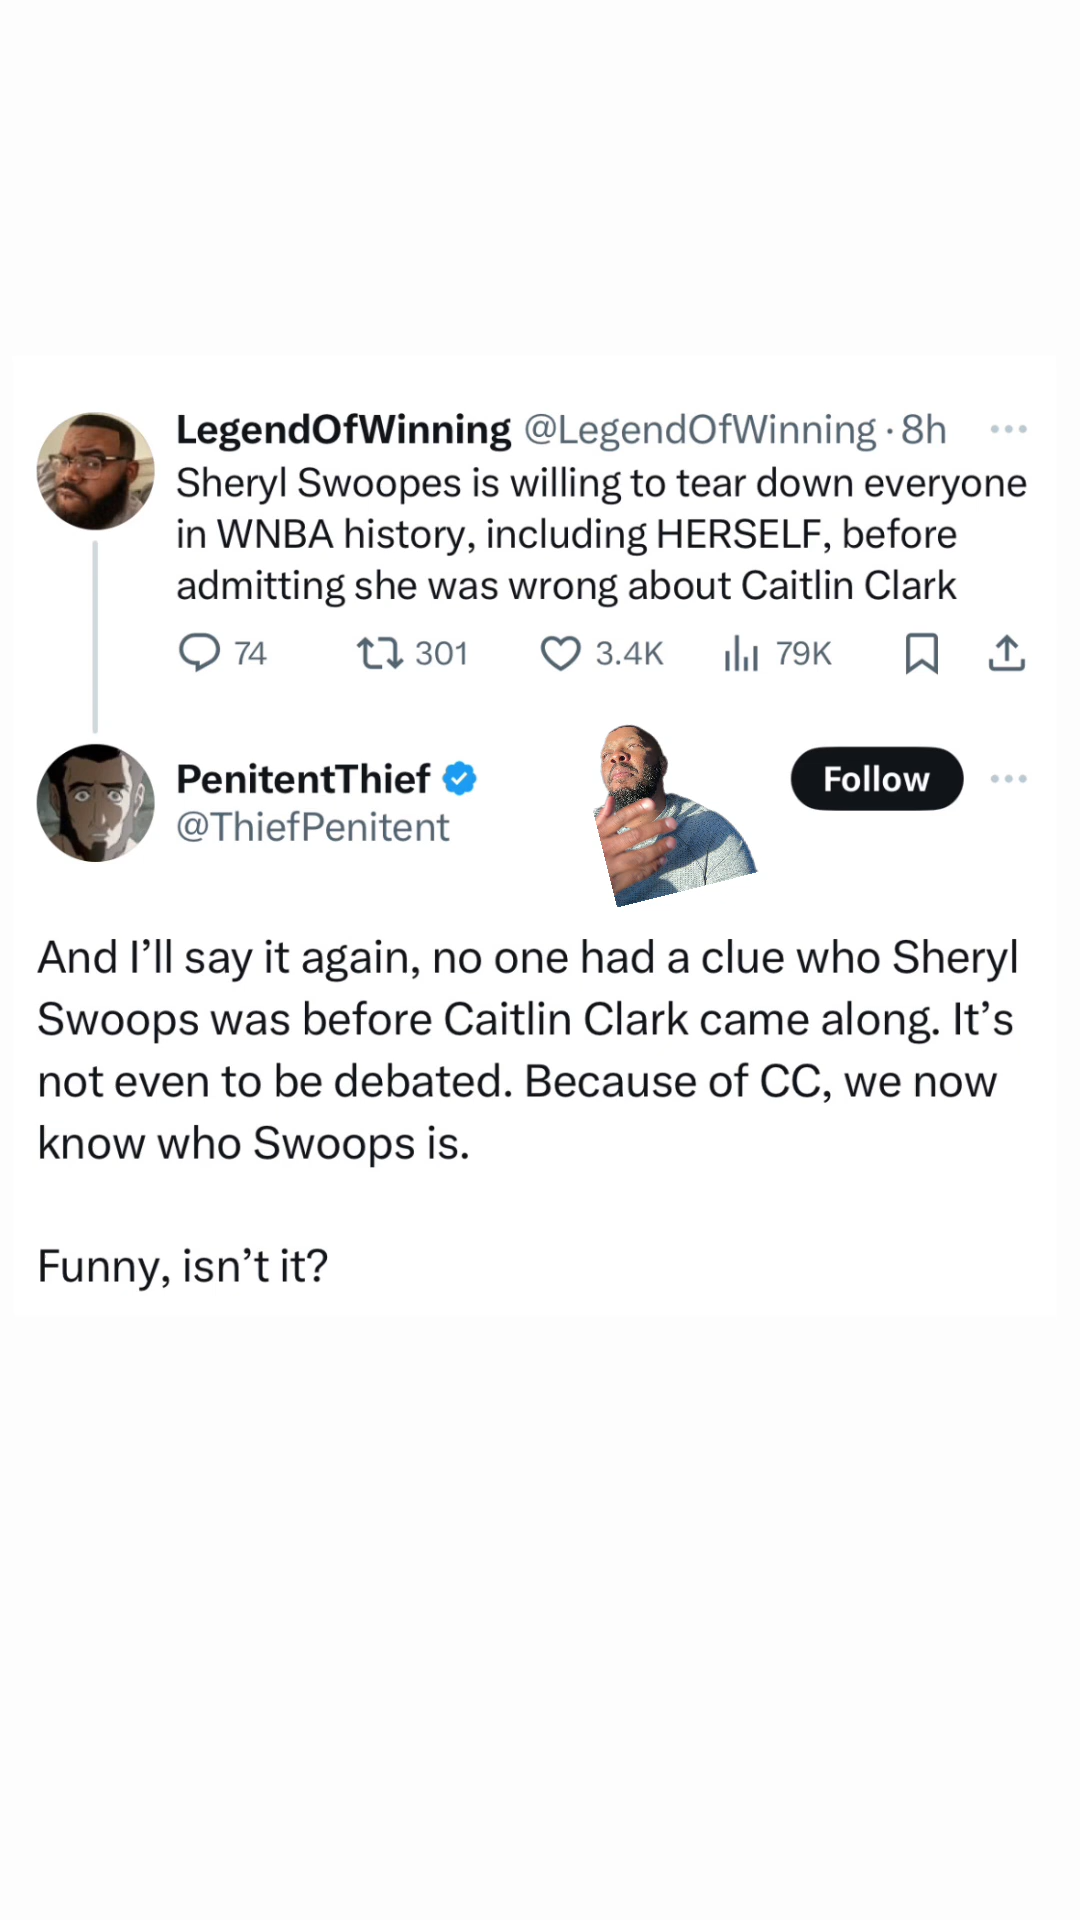 LegendOfWinning @LegendOfWinning · 8h
Sheryl Swoopes is willing to tear down everyone
in WNBA history, including HERSELF, before
admitting she was wrong about Caitlin Clark
74 301 3.4K 79K
PenitentThief
Follow
@ThiefPenitent
And I’ll say it again, no one had a clue who Sheryl
Swoops was before Caitlin Clark came along. It’s
not even to be debated. Because of CC, we now
know who Swoops is.
Funny, isn’t it?